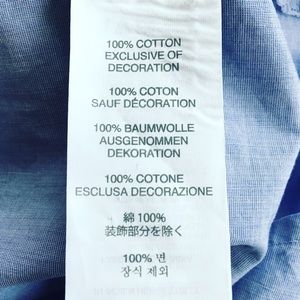 100% COTTON
EXCLUSIVE OF
DECORATION
100% COTON
SAUF DÉCORATION
100% BAUMWOLLE
AUSGENOMMEN
DEKORATION
100% COTONE
ESCLUSA DECORAZIONE
綿 100%
装飾部分を除く
100% 면
장식 제외